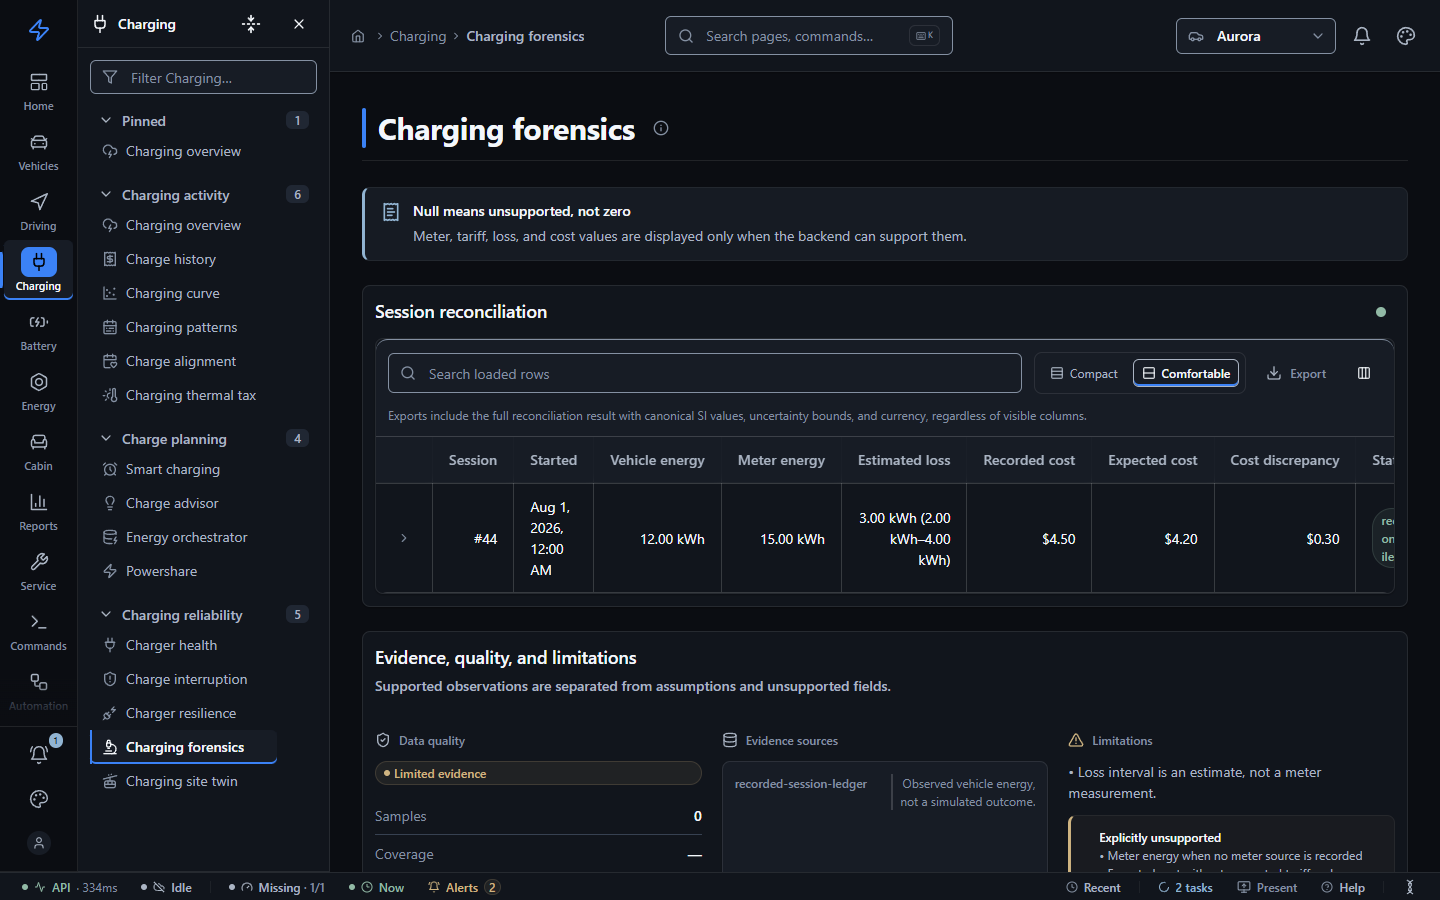 Charging
Charging
Charging forensics
Search pages, commands...
K
Aurora
Home
Vehicles
Driving
Charging
Battery
Energy
Cabin
Reports
Service
Commands
Automation
1
Filter Charging...
Pinned
1
Charging overview
Charging activity
6
Charging overview
Charge history
Charging curve
Charging patterns
Charge alignment
Charging thermal tax
Charge planning
4
Smart charging
Charge advisor
Energy orchestrator
Powershare
Charging reliability
5
Charger health
Charge interruption
Charger resilience
Charging forensics
Charging site twin
Charging forensics
Null means unsupported, not zero
Meter, tariff, loss, and cost values are displayed only when the backend can support them.
Session reconciliation
Search loaded rows
Compact
Comfortable
Export
Exports include the full reconciliation result with canonical SI values, uncertainty bounds, and currency, regardless of visible columns.
Session Started Vehicle energy Meter energy Estimated loss Recorded cost Expected cost Cost discrepancy
#44
Aug 1,
2026,
12:00
AM
12.00 kWh
15.00 kWh
3.00 kWh (2.00
kWh–4.00
kWh)
$4.50
$4.20
$0.30
Evidence, quality, and limitations
Supported observations are separated from assumptions and unsupported fields.
Data quality
Limited evidence
Samples 0
Coverage —
Evidence sources
recorded-session-ledger
Observed vehicle energy,
not a simulated outcome.
Limitations
• Loss interval is an estimate, not a meter
measurement.
Explicitly unsupported
• Meter energy when no meter source is recorded
API · 334ms
Idle
Missing · 1/1
Now
Alerts 2
Recent
2 tasks
Present
Help